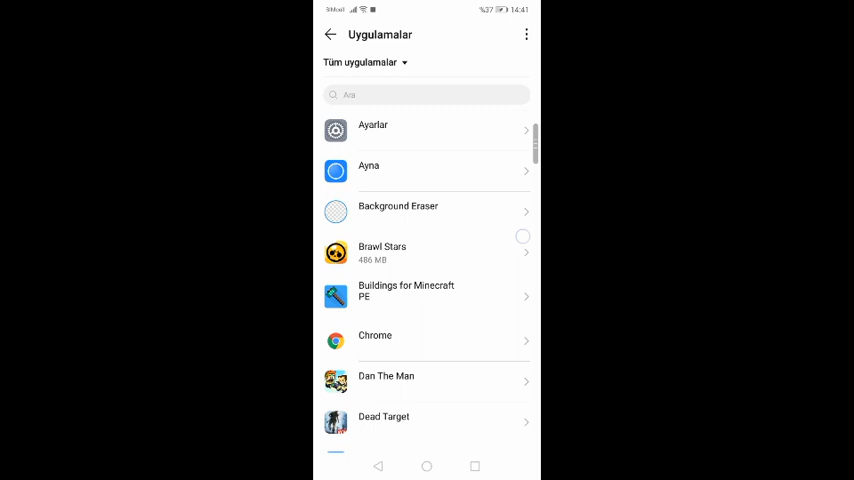 %37 14:41
Uygulamalar
Tüm uygulamalar
Ara
Ayarlar
Ayna
Background Eraser
Brawl Stars
486 MB
Buildings for Minecraft
PE
Chrome
Dan The Man
Dead Target